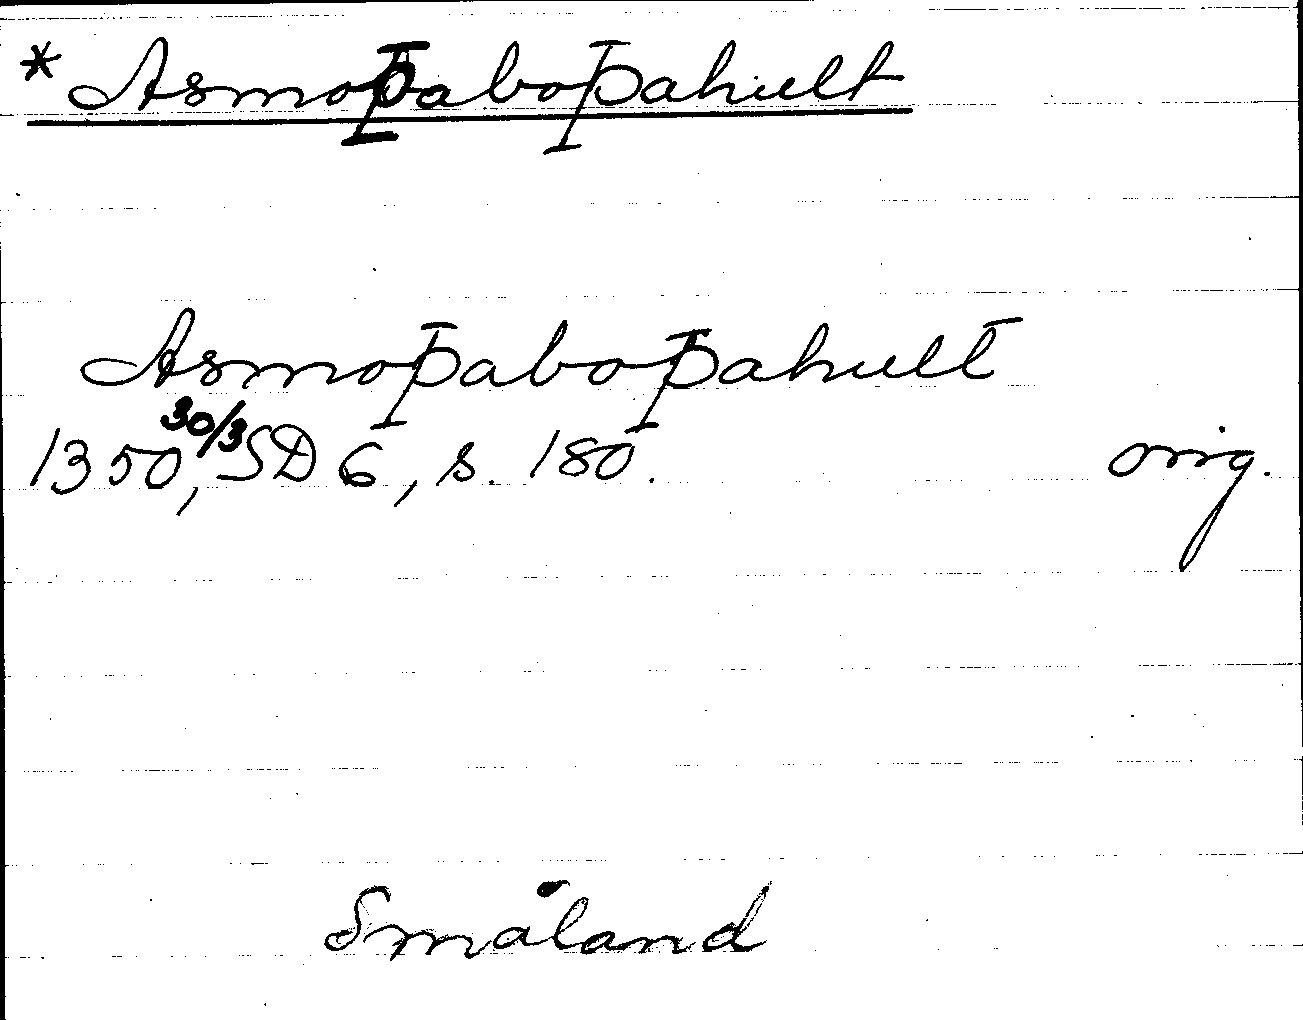 * Asmoþaboþahult
Asmoþaboþahult
1350 30/3, SD 6, s. 180. orig.
Småland